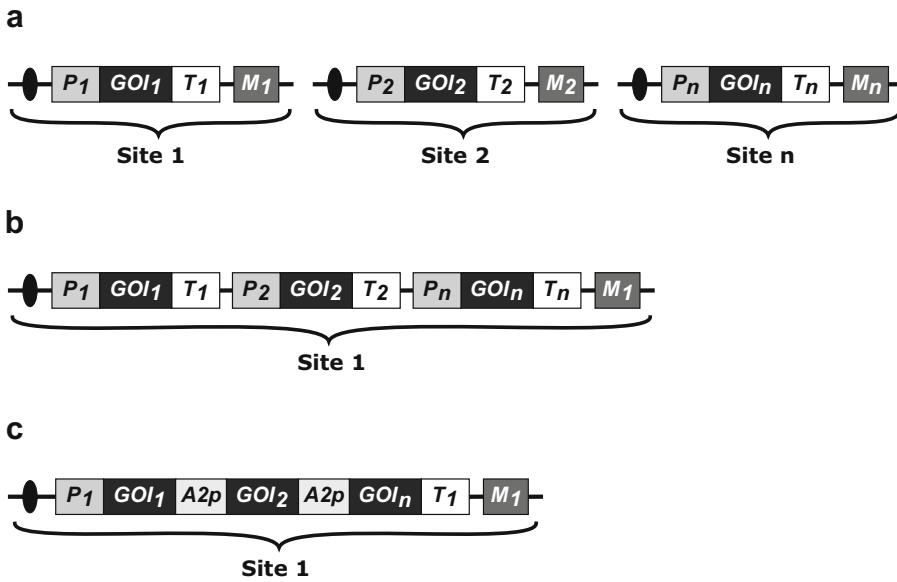 a
P1 GOI1 T1 M1 P2 GOI2 T2 M2 Pn GOIn Tn Mn
Site 1 Site 2 Site n
b
P1 GOI1 T1 P2 GOI2 T2 Pn GOIn Tn M1
Site 1
c
P1 GOI1 A2p GOI2 A2p GOIn T1 M1
Site 1